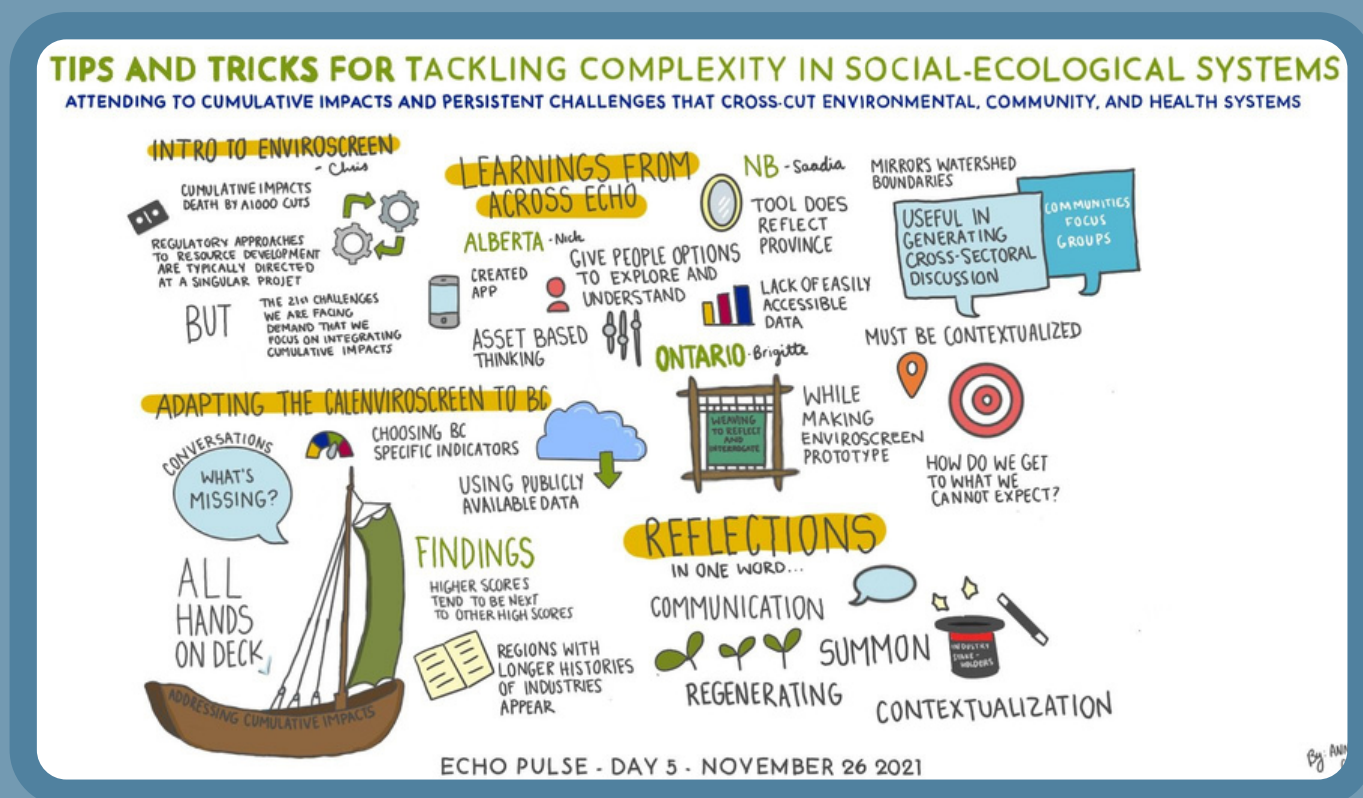 TIPS AND TRICKS FOR TACKLING COMPLEXITY IN SOCIAL-ECOLOGICAL SYSTEMS
ATTENDING TO CUMULATIVE IMPACTS AND PERSISTENT CHALLENGES THAT CROSS-CUT ENVIRONMENTAL, COMMUNITY, AND HEALTH SYSTEMS
INTRO TO ENVIROSCREEN
- Chris
CUMULATIVE IMPACTS
DEATH BY A 1000 CUTS
REGULATORY APPROACHES
TO RESOURCE DEVELOPMENT
ARE TYPICALLY DIRECTED
AT A SINGULAR PROJET
BUT
THE 21st CHALLENGES
WE ARE FACING
DEMAND THAT WE
FOCUS ON INTEGRATING
CUMULATIVE IMPACTS
LEARNINGS FROM
ACROSS ECHO
ALBERTA - Nick
CREATED
APP
GIVE PEOPLE OPTIONS
TO EXPLORE AND
UNDERSTAND
ASSET BASED
THINKING
NB - Saadia
TOOL DOES
REFLECT
PROVINCE
LACK OF EASILY
ACCESSIBLE
DATA
MIRRORS WATERSHED
BOUNDARIES
USEFUL IN
GENERATING
CROSS-SECTORAL
DISCUSSION
COMMUNITIES
FOCUS
GROUPS
MUST BE CONTEXTUALIZED
ONTARIO - Brigitte
WEAVING
TO REFLECT
AND
INTERROGATE
WHILE
MAKING
ENVIROSCREEN
PROTOTYPE
HOW DO WE GET
TO WHAT WE
CANNOT EXPECT?
ADAPTING THE CALENVIROSCREEN TO BC
CONVERSATIONS
WHAT'S
MISSING?
CHOOSING BC
SPECIFIC INDICATORS
USING PUBLICLY
AVAILABLE DATA
ALL
HANDS
ON DECK
ADDRESSING CUMULATIVE IMPACTS
FINDINGS
HIGHER SCORES
TEND TO BE NEXT
TO OTHER HIGH SCORES
REGIONS WITH
LONGER HISTORIES
OF INDUSTRIES
APPEAR
REFLECTIONS
IN ONE WORD...
COMMUNICATION
SUMMON
INDUSTRY
STAKE-
HOLDERS
REGENERATING
CONTEXTUALIZATION
ECHO PULSE - DAY 5 - NOVEMBER 26 2021
By: